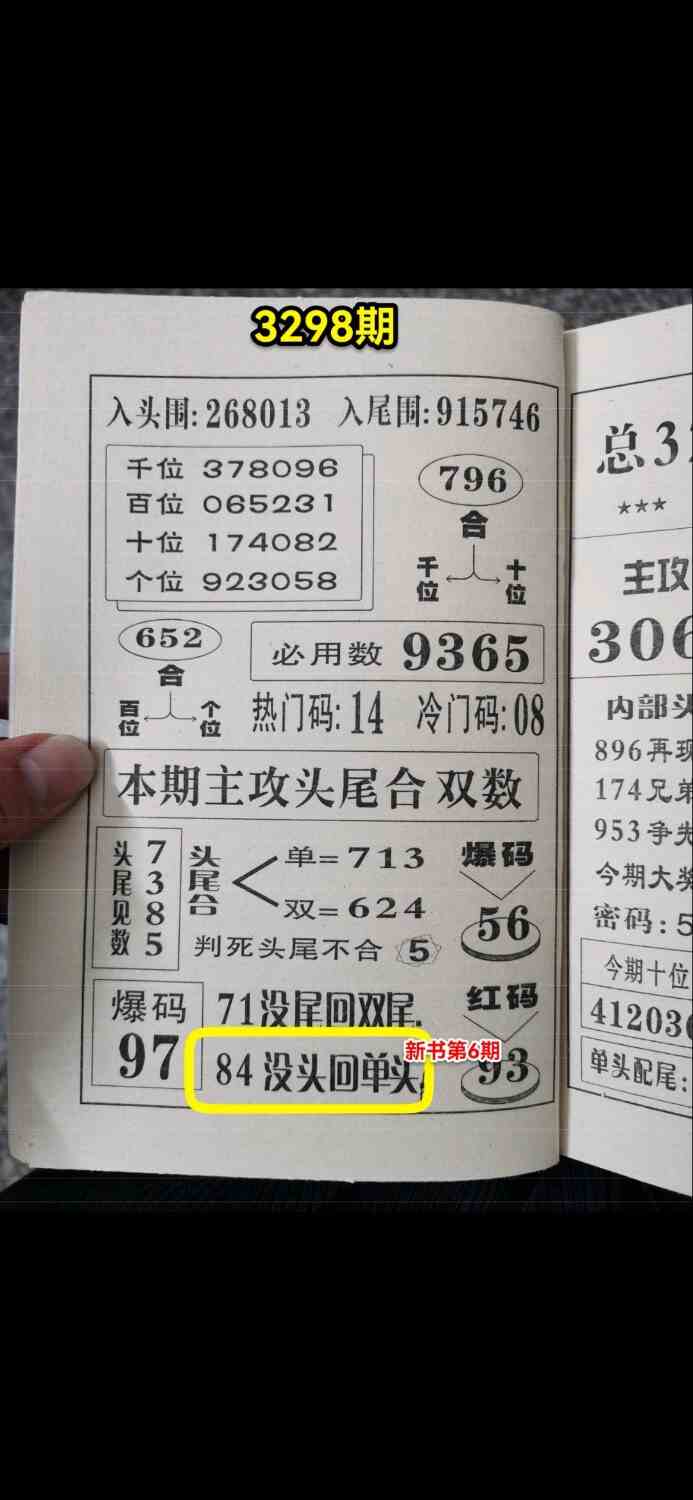 3298期
入头围:268013 入尾围:915746
千位 378096
百位 065231
十位 174082
个位 923058
796
合
千位 十位
652
合
百位 个位
必用数 9365
热门码:14 冷门码:08
本期主攻头尾合双数
头尾见数 7385
头尾合
单=713
双=624
判死头尾不合 5
爆码
56
爆码
97
71没尾回双尾,
84没头回单头,
新书第6期
红码
93
总32
★★★
主攻
306
内部头
896再现
174兄弟
953争先
今期大奖
密码:5
今期十位
412036
单头配尾: